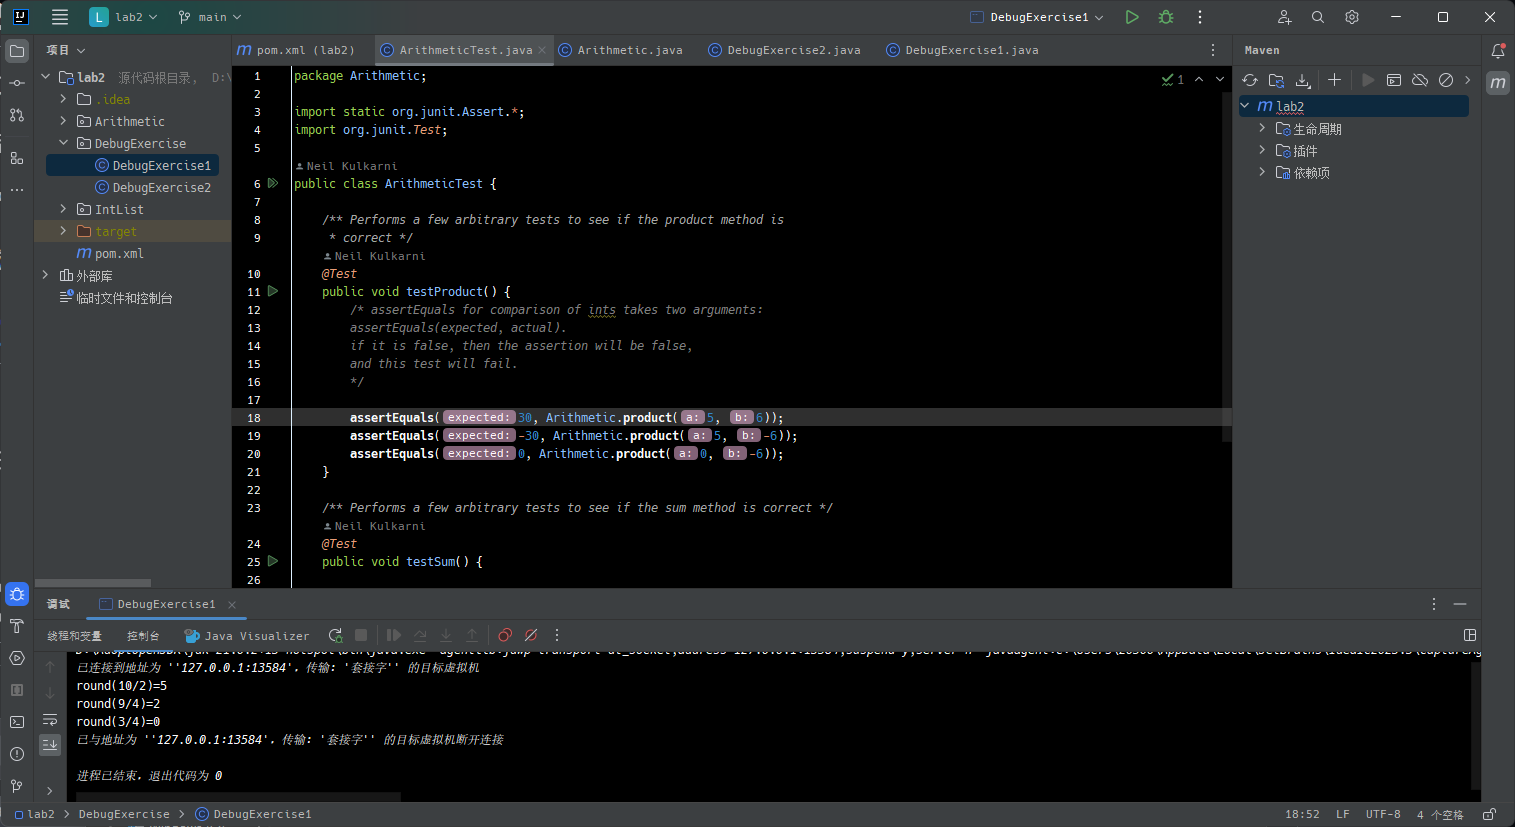 L lab2 main DebugExercise1
项目
pom.xml (lab2) ArithmeticTest.java Arithmetic.java DebugExercise2.java DebugExercise1.java
Maven
lab2 源代码根目录, D:\
.idea
Arithmetic
DebugExercise
DebugExercise1
DebugExercise2
IntList
target
pom.xml
外部库
临时文件和控制台
1 package Arithmetic;
2
3 import static org.junit.Assert.*;
4 import org.junit.Test;
5
Neil Kulkarni
6 public class ArithmeticTest {
7
8 /** Performs a few arbitrary tests to see if the product method is
9 * correct */
Neil Kulkarni
10 @Test
11 public void testProduct() {
12 /* assertEquals for comparison of ints takes two arguments:
13 assertEquals(expected, actual).
14 if it is false, then the assertion will be false,
15 and this test will fail.
16 */
17
18 assertEquals( expected: 30, Arithmetic.product( a: 5, b: 6));
19 assertEquals( expected: -30, Arithmetic.product( a: 5, b: -6));
20 assertEquals( expected: 0, Arithmetic.product( a: 0, b: -6));
21 }
22
23 /** Performs a few arbitrary tests to see if the sum method is correct */
Neil Kulkarni
24 @Test
25 public void testSum() {
26
1
m lab2
生命周期
插件
依赖项
调试 DebugExercise1
线程和变量 控制台 Java Visualizer
已连接到地址为 ''127.0.0.1:13584'，传输: '套接字'' 的目标虚拟机
round(10/2)=5
round(9/4)=2
round(3/4)=0
已与地址为 ''127.0.0.1:13584'，传输: '套接字'' 的目标虚拟机断开连接
进程已结束，退出代码为 0
lab2 DebugExercise DebugExercise1 18:52 LF UTF-8 4 个空格